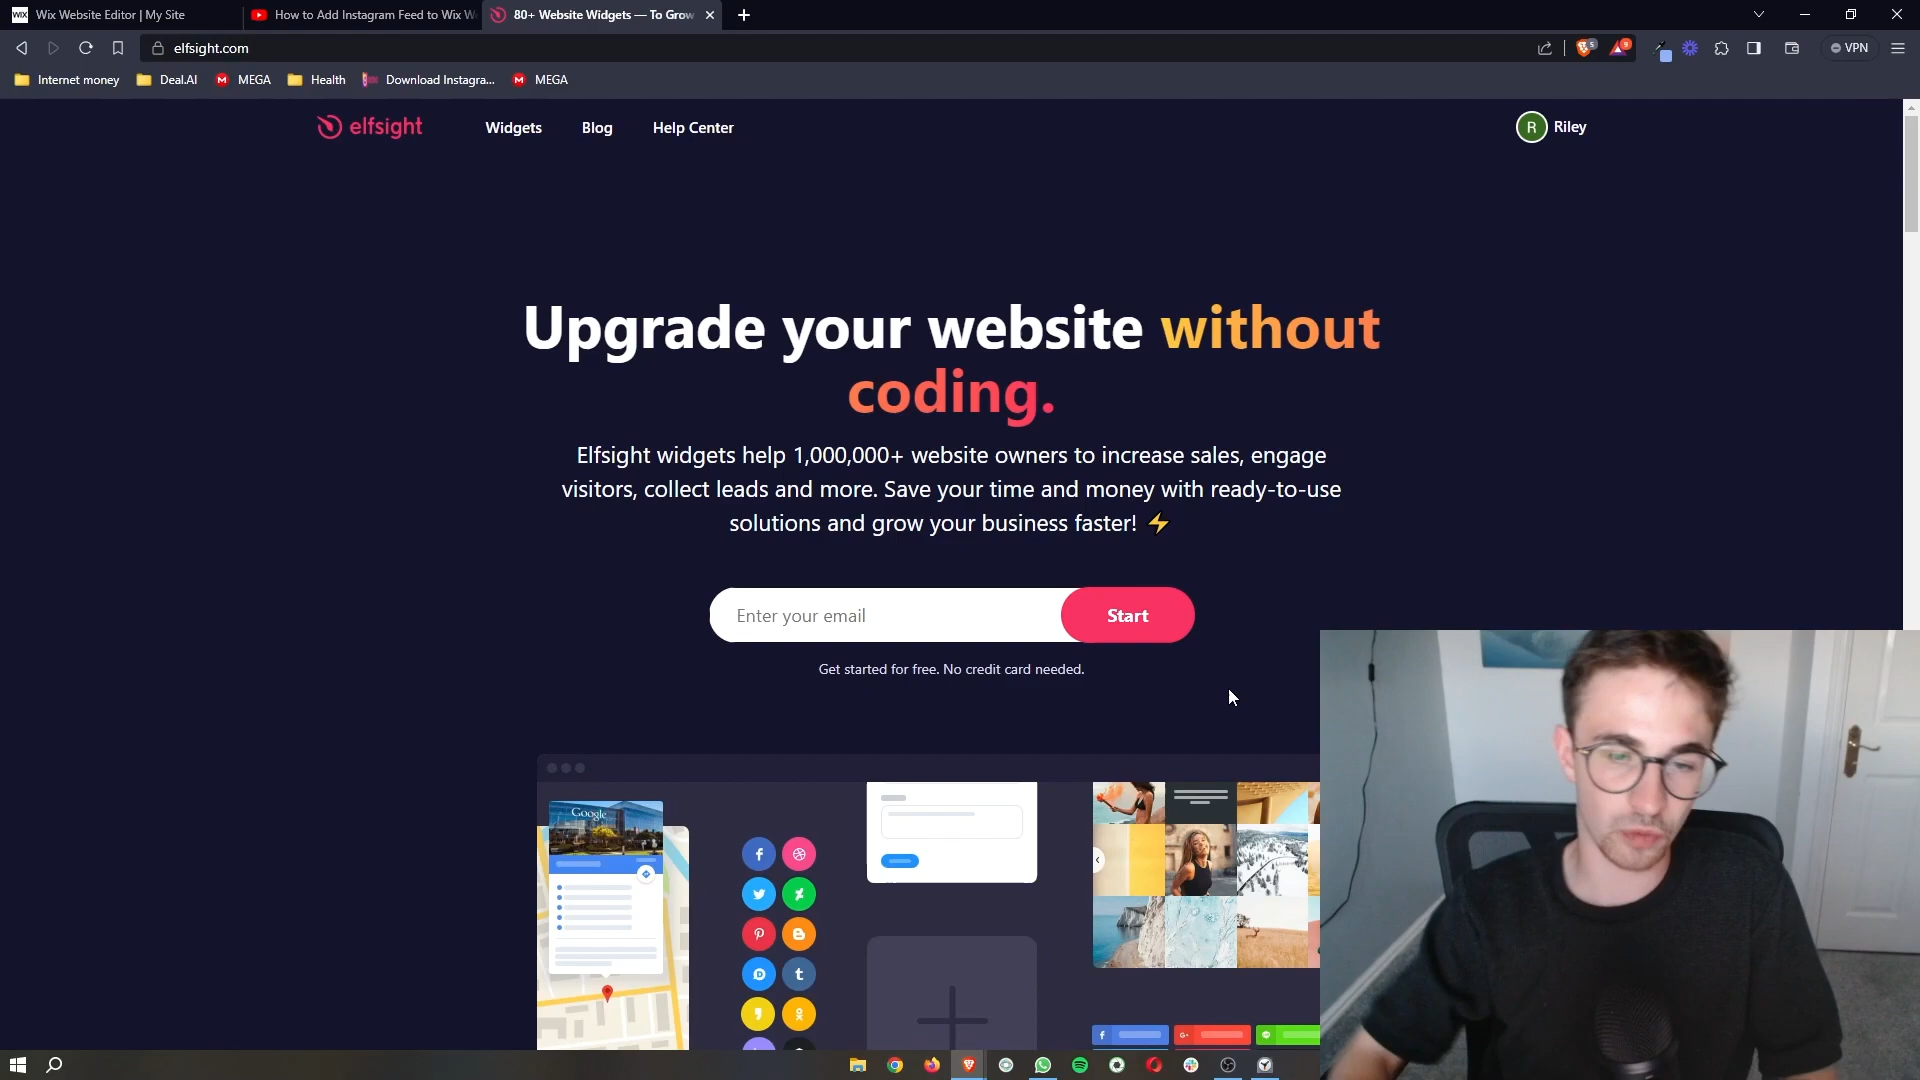 WIX Wix Website Editor | My Site
How to Add Instagram Feed to Wix W
80+ Website Widgets — To Grow
elfsight.com
VPN
Internet money
Deal.AI
MEGA
Health
Download Instagra...
MEGA
elfsight
Widgets
Blog
Help Center
R Riley
Upgrade your website without
coding.
Elfsight widgets help 1,000,000+ website owners to increase sales, engage
visitors, collect leads and more. Save your time and money with ready-to-use
solutions and grow your business faster! ⚡
Enter your email
Start
Get started for free. No credit card needed.
Google